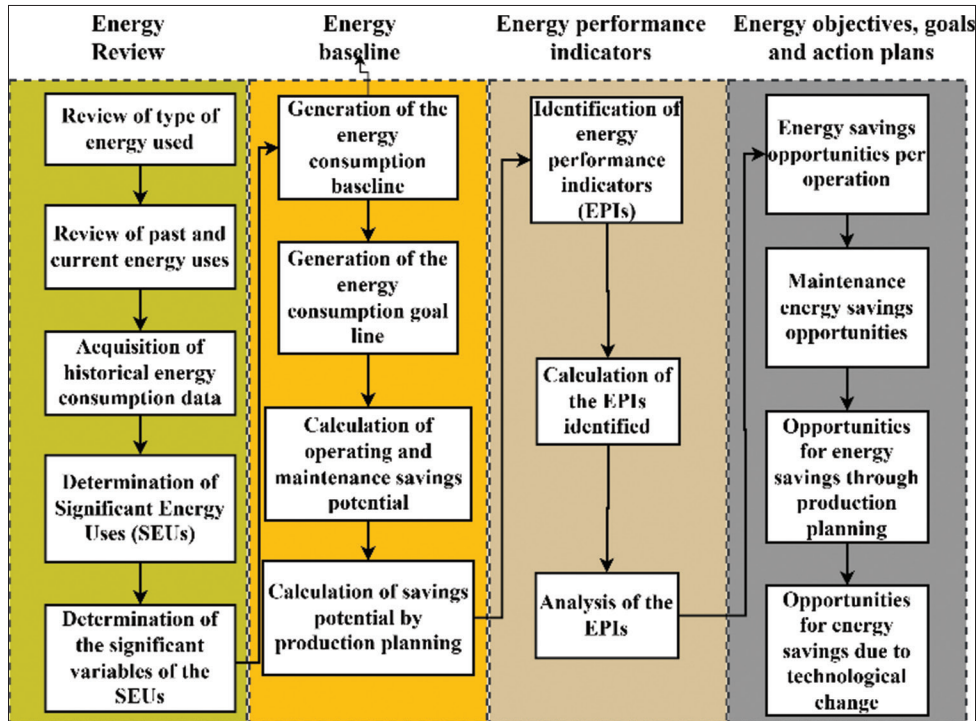 Energy
Review
Energy
baseline
Energy performance
indicators
Energy objectives, goals
and action plans
Review of type of
energy used
Review of past and
current energy uses
Acquisition of
historical energy
consumption data
Determination of
Significant Energy
Uses (SEUs)
Determination of
the significant
variables of the
SEUs
Generation of the
energy
consumption
baseline
Generation of the
energy
consumption goal
line
Calculation of
operating and
maintenance savings
potential
Calculation of savings
potential by
production planning
Identification of
energy
performance
indicators
(EPIs)
Calculation of
the EPIs
identified
Analysis of the
EPIs
Energy savings
opportunities per
operation
Maintenance
energy savings
opportunities
Opportunities
for energy
savings through
production
planning
Opportunities
for energy
savings due to
technological
change